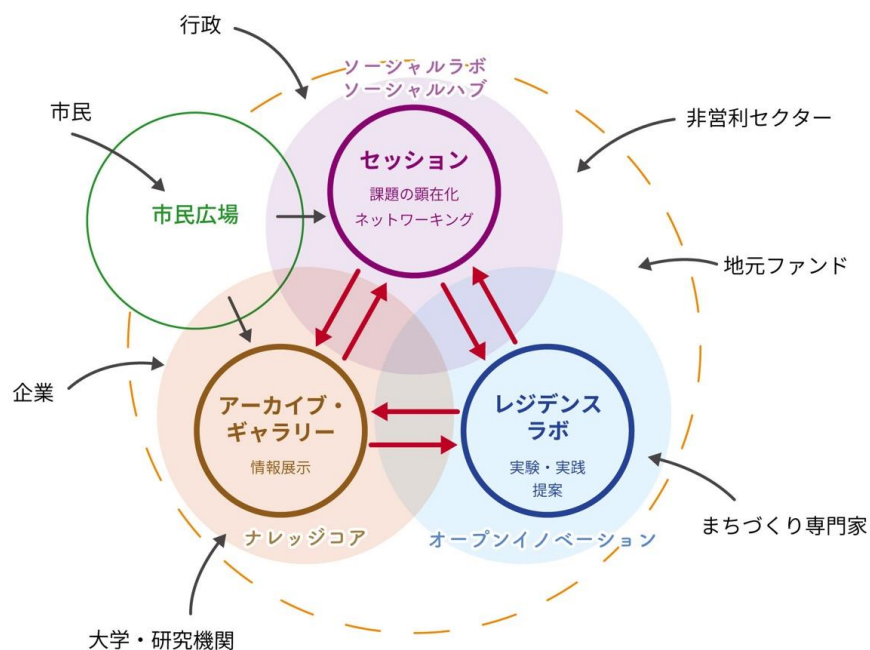 行政
ソーシャルラボ
ソーシャルハブ
市民
非営利セクター
セッション
課題の顕在化
ネットワーキング
市民広場
地元ファンド
企業
アーカイブ・
ギャラリー
情報展示
レジデンス
ラボ
実験・実践
提案
ナレッジコア
オープンイノベーション
まちづくり専門家
大学・研究機関